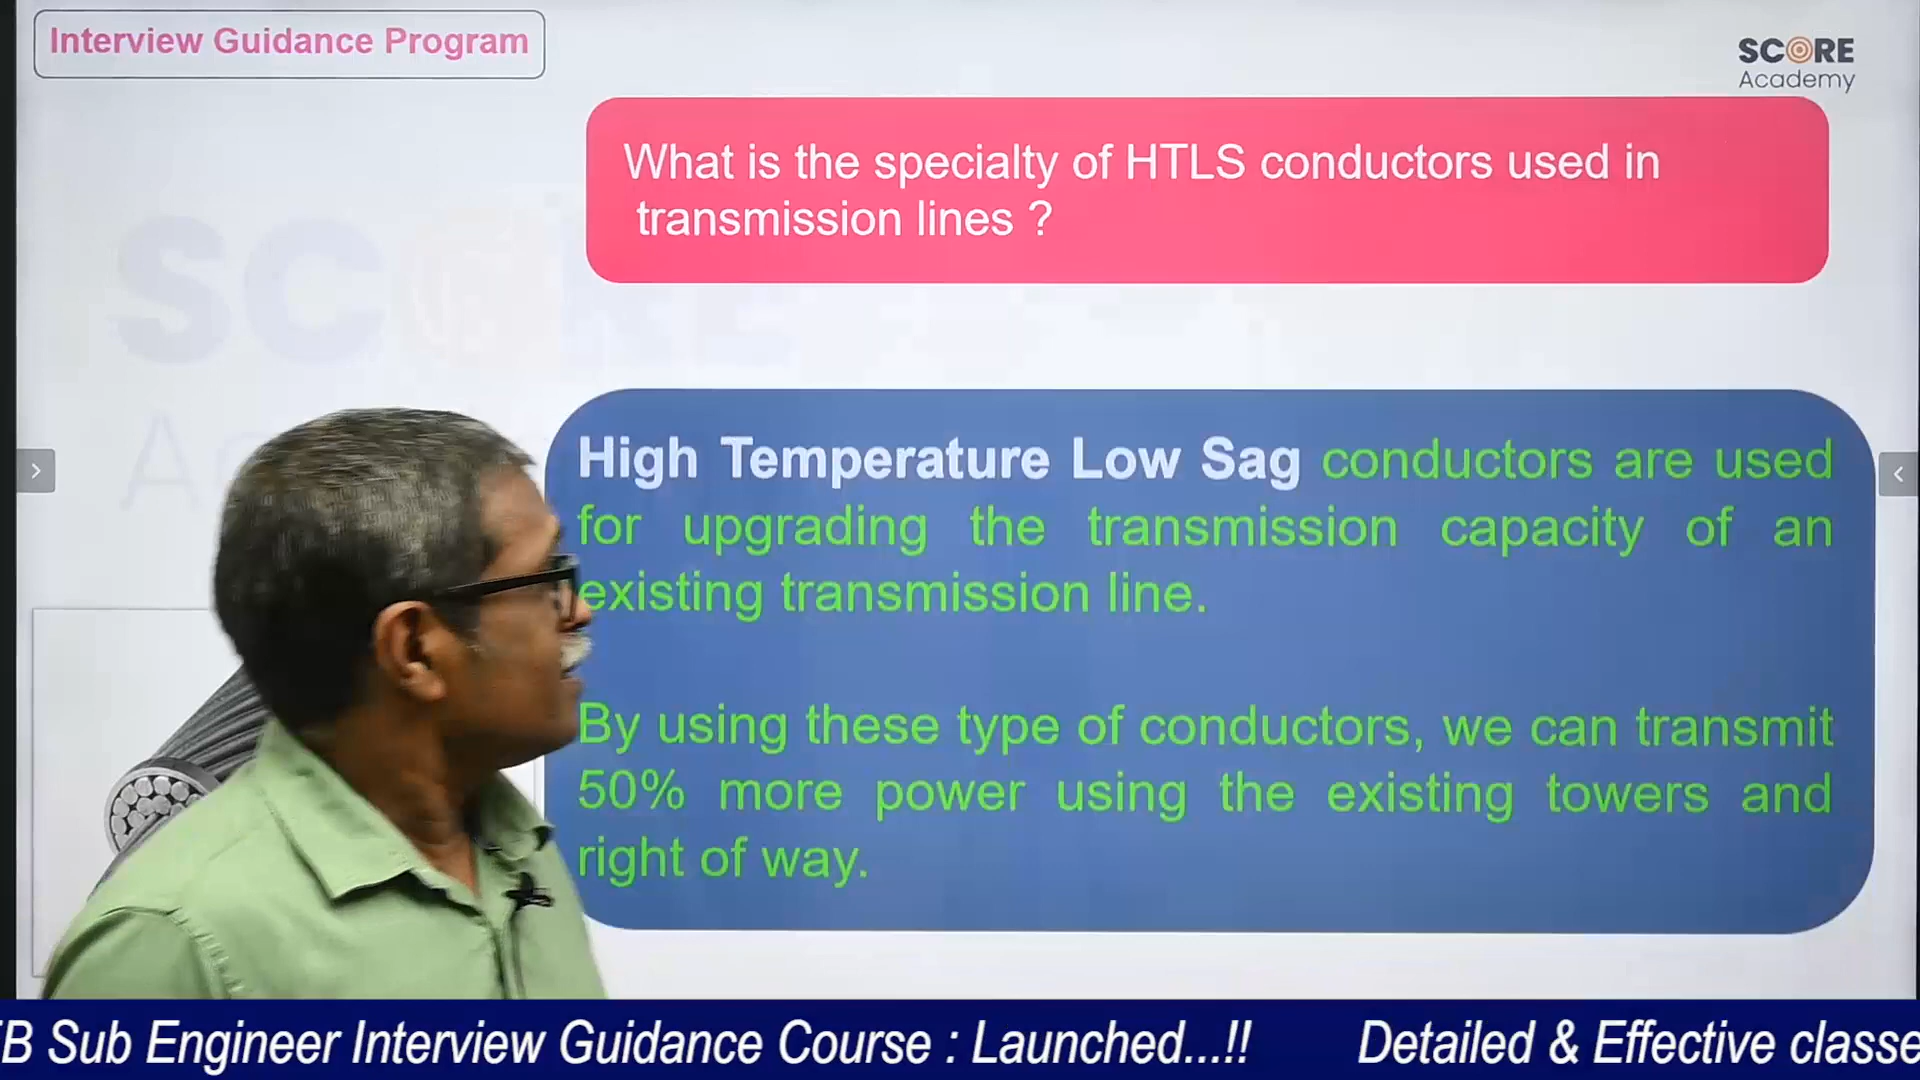 Interview Guidance Program
SCORE
Academy
What is the specialty of HTLS conductors used in
transmission lines ?
High Temperature Low Sag conductors are used
for upgrading the transmission capacity of an
existing transmission line.
By using these type of conductors, we can transmit
50% more power using the existing towers and
right of way.
B Sub Engineer Interview Guidance Course : Launched...!! Detailed & Effective classe